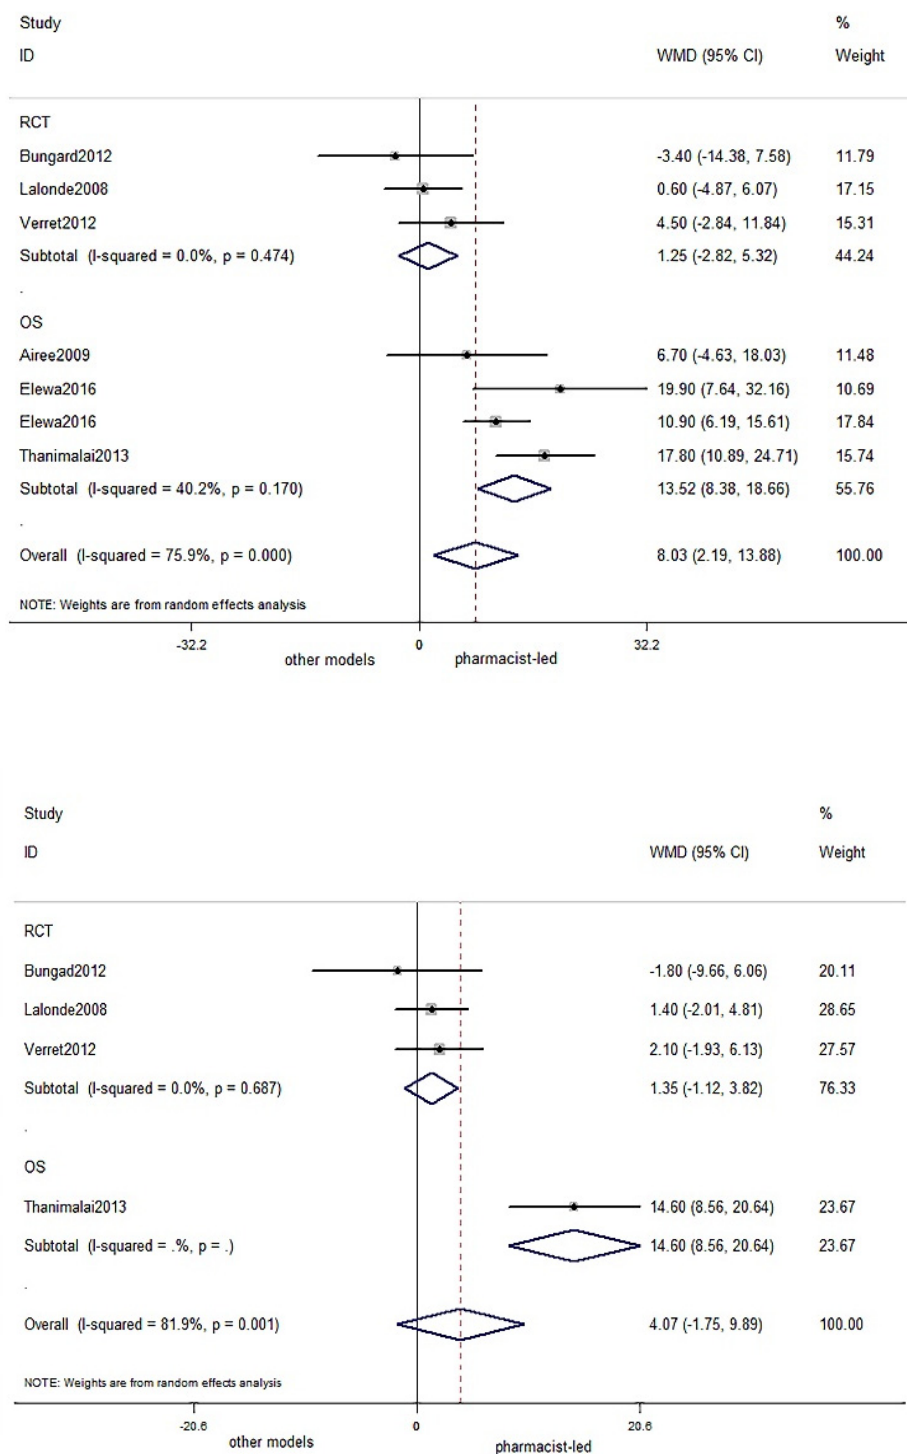 Study %
ID WMD (95% CI) Weight
RCT
Bungard2012 -3.40 (-14.38, 7.58) 11.79
Lalonde2008 0.60 (-4.87, 6.07) 17.15
Verret2012 4.50 (-2.84, 11.84) 15.31
Subtotal (I-squared = 0.0%, p = 0.474) 1.25 (-2.82, 5.32) 44.24
.
OS
Airee2009 6.70 (-4.63, 18.03) 11.48
Elewa2016 19.90 (7.64, 32.16) 10.69
Elewa2016 10.90 (6.19, 15.61) 17.84
Thanimalai2013 17.80 (10.89, 24.71) 15.74
Subtotal (I-squared = 40.2%, p = 0.170) 13.52 (8.38, 18.66) 55.76
.
Overall (I-squared = 75.9%, p = 0.000) 8.03 (2.19, 13.88) 100.00
NOTE: Weights are from random effects analysis
-32.2 0 32.2
other models pharmacist-led
Study %
ID WMD (95% CI) Weight
RCT
Bungad2012 -1.80 (-9.66, 6.06) 20.11
Lalonde2008 1.40 (-2.01, 4.81) 28.65
Verret2012 2.10 (-1.93, 6.13) 27.57
Subtotal (I-squared = 0.0%, p = 0.687) 1.35 (-1.12, 3.82) 76.33
.
OS
Thanimalai2013 14.60 (8.56, 20.64) 23.67
Subtotal (I-squared = .%, p = .) 14.60 (8.56, 20.64) 23.67
.
Overall (I-squared = 81.9%, p = 0.001) 4.07 (-1.75, 9.89) 100.00
NOTE: Weights are from random effects analysis
-20.6 0 20.6
other models pharmacist-led